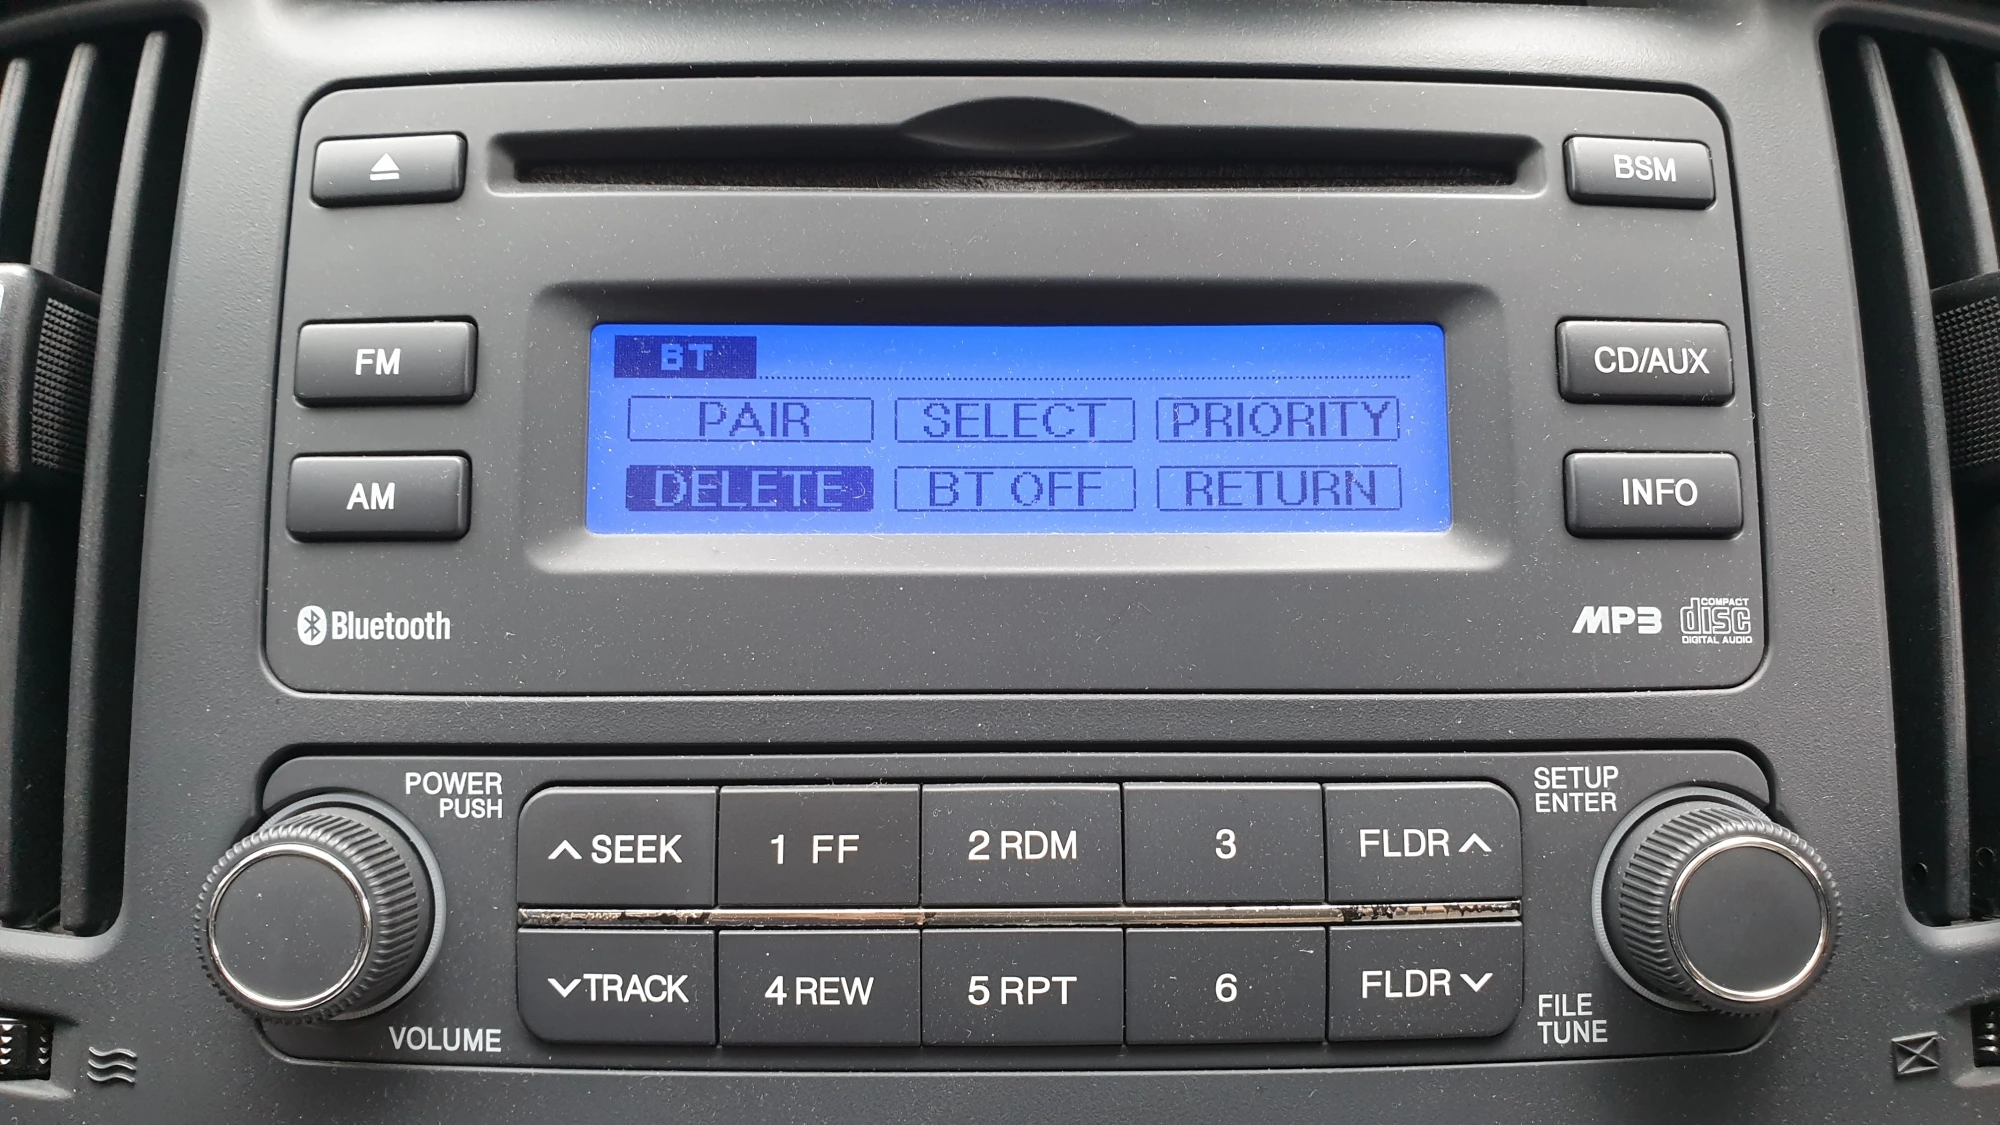 BSM
FM
CD/AUX
AM
INFO
BT
PAIR SELECT PRIORITY
DELETE BT OFF RETURN
Bluetooth
MP3
COMPACT
disc
DIGITAL AUDIO
POWER
PUSH
VOLUME
∧ SEEK
1 FF
2 RDM
3
FLDR ∧
∨ TRACK
4 REW
5 RPT
6
FLDR ∨
SETUP
ENTER
FILE
TUNE